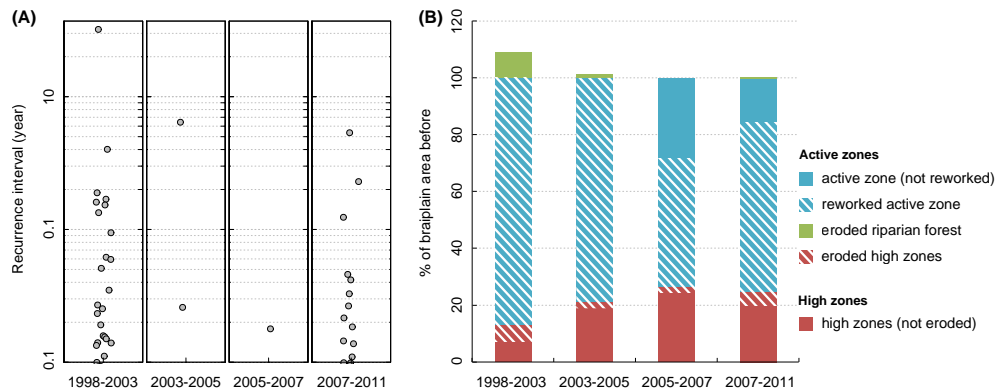 (A)
Recurrence interval (year)
10
0.1
0.1
1998-2003 2003-2005 2005-2007 2007-2011
(B)
% of braiplain area before
120
100
80
60
40
20
0
1998-2003 2003-2005 2005-2007 2007-2011
Active zones
active zone (not reworked)
reworked active zone
eroded riparian forest
eroded high zones
High zones
high zones (not eroded)